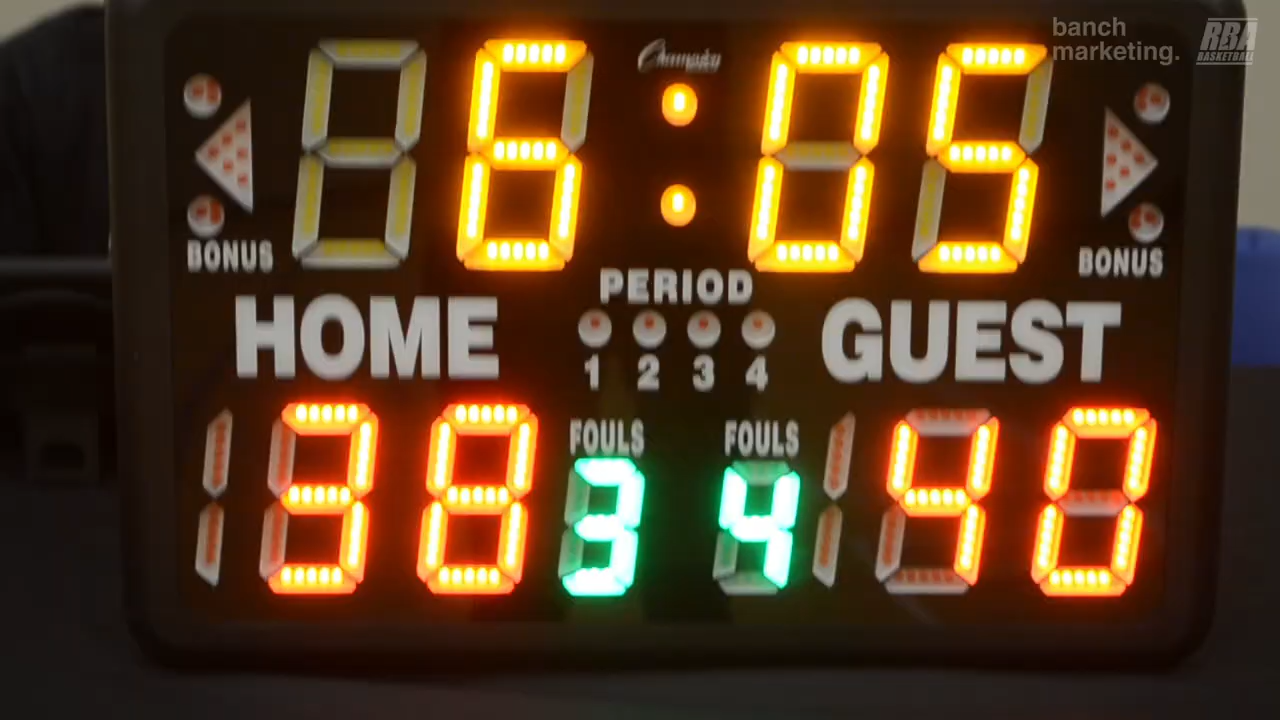 banch
marketing.
RBA
BASKETBALL
Champion
6:05
BONUS
BONUS
PERIOD
HOME
GUEST
1 2 3 4
FOULS
FOULS
38
3
4
40